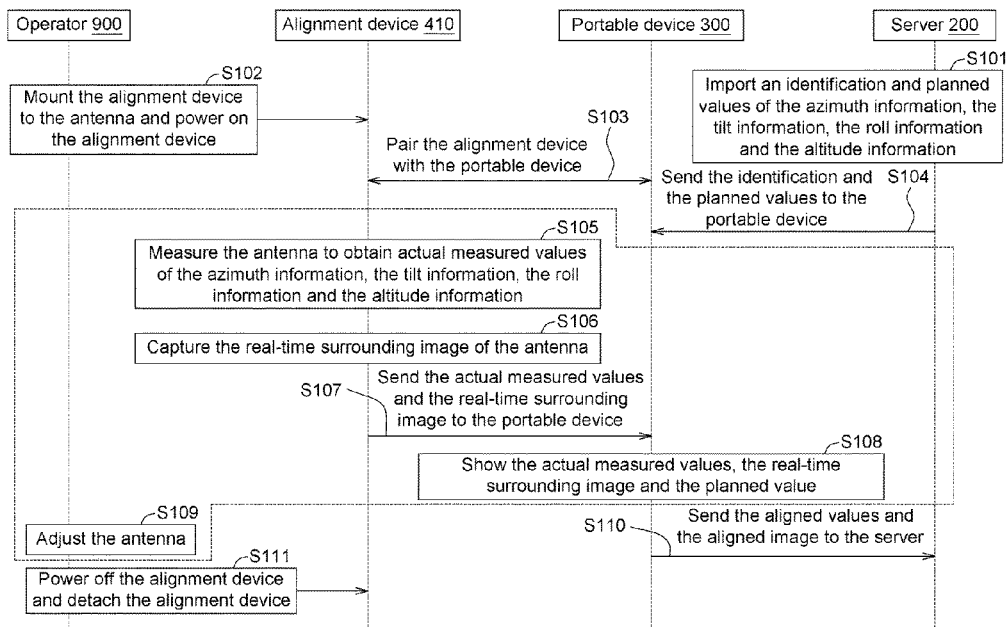 Operator 900
Alignment device 410
Portable device 300
Server 200
S101
Import an identification and planned
values of the azimuth information, the
tilt information, the roll information
and the altitude information
S102
Mount the alignment device
to the antenna and power on
the alignment device
S103
Pair the alignment device
with the portable device
S104
Send the identification and
the planned values to the
portable device
S105
Measure the antenna to obtain actual measured values
of the azimuth information, the tilt information, the roll
information and the altitude information
S106
Capture the real-time surrounding image of the antenna
S107
Send the actual measured values
and the real-time surrounding
image to the portable device
S108
Show the actual measured values, the real-time
surrounding image and the planned value
S109
Adjust the antenna
S110
Send the aligned values and
the aligned image to the server
S111
Power off the alignment device
and detach the alignment device